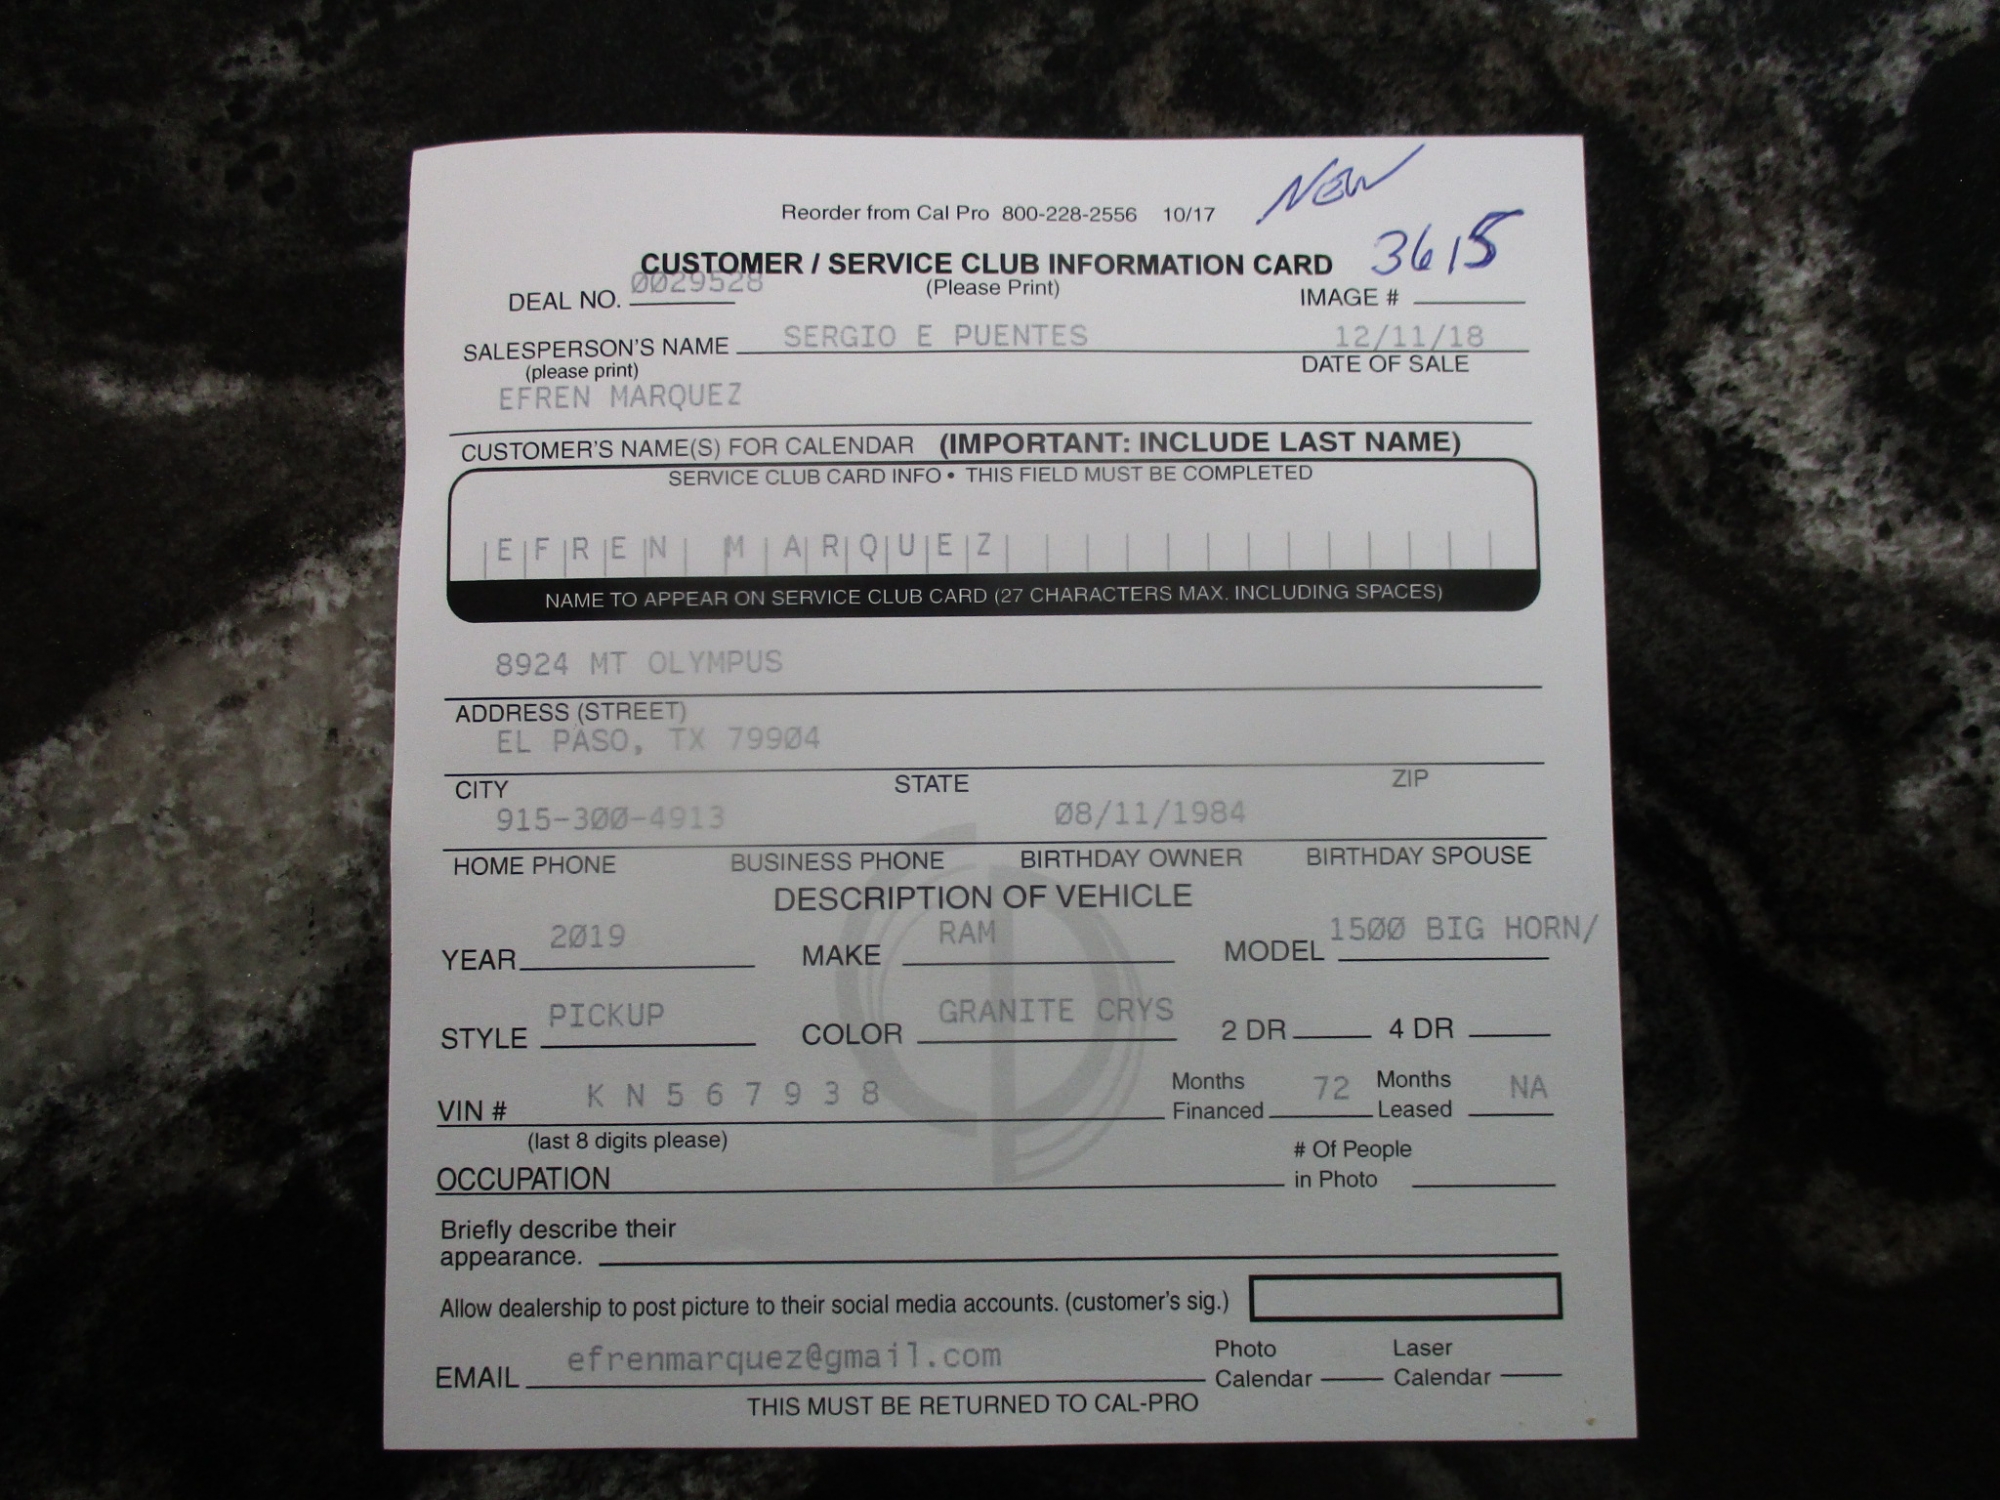 NEW
Reorder from Cal Pro 800-228-2556 10/17
CUSTOMER / SERVICE CLUB INFORMATION CARD 3615
DEAL NO. 0029528 (Please Print) IMAGE #
SALESPERSON'S NAME SERGIO E PUENTES 12/11/18
(please print) DATE OF SALE
EFREN MARQUEZ
CUSTOMER'S NAME(S) FOR CALENDAR (IMPORTANT: INCLUDE LAST NAME)
SERVICE CLUB CARD INFO • THIS FIELD MUST BE COMPLETED
EFREN MARQUEZ
NAME TO APPEAR ON SERVICE CLUB CARD (27 CHARACTERS MAX. INCLUDING SPACES)
8924 MT OLYMPUS
ADDRESS (STREET)
EL PASO, TX 79904
CITY STATE ZIP
915-300-4913 08/11/1984
HOME PHONE BUSINESS PHONE BIRTHDAY OWNER BIRTHDAY SPOUSE
DESCRIPTION OF VEHICLE
YEAR 2019 MAKE RAM MODEL 1500 BIG HORN/
STYLE PICKUP COLOR GRANITE CRYS 2 DR 4 DR
VIN # KN567938 Months Financed 72 Months Leased NA
(last 8 digits please)
OCCUPATION # Of People in Photo
Briefly describe their
appearance.
Allow dealership to post picture to their social media accounts. (customer's sig.)
EMAIL efrenmarquez@gmail.com Photo Calendar Laser Calendar
THIS MUST BE RETURNED TO CAL-PRO